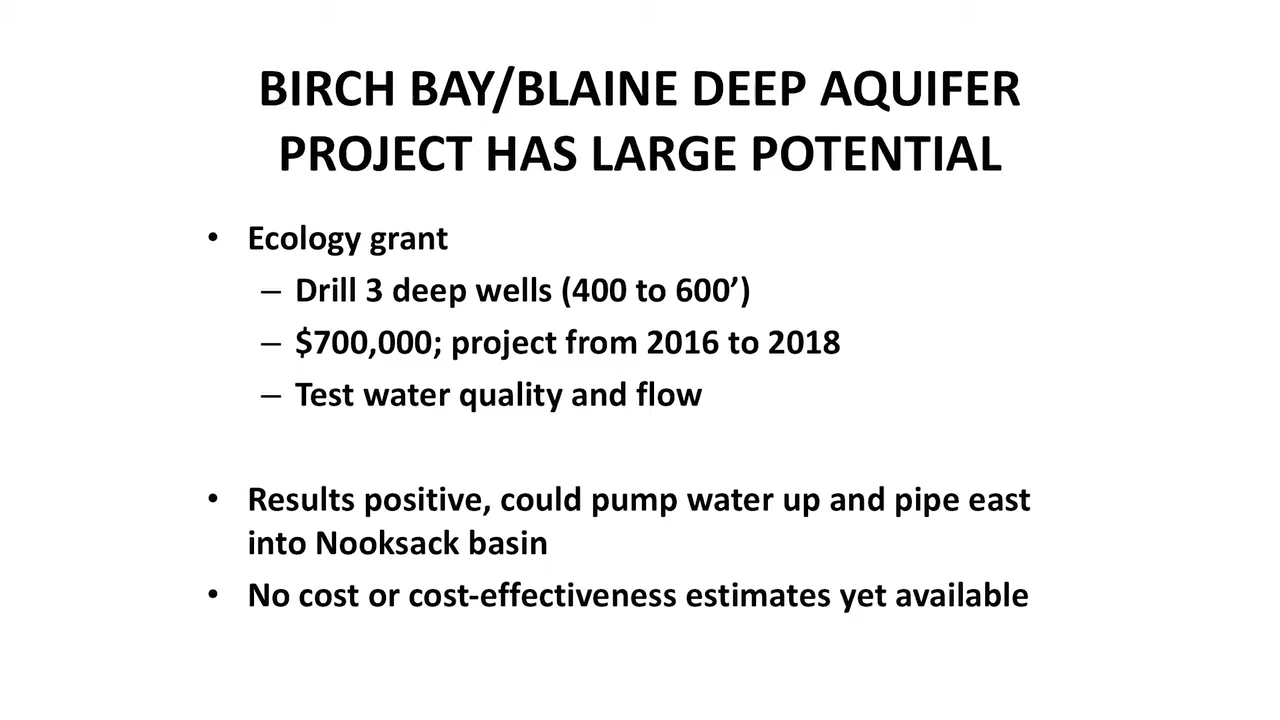 BIRCH BAY/BLAINE DEEP AQUIFER
PROJECT HAS LARGE POTENTIAL
• Ecology grant
– Drill 3 deep wells (400 to 600’)
– $700,000; project from 2016 to 2018
– Test water quality and flow
• Results positive, could pump water up and pipe east
into Nooksack basin
• No cost or cost-effectiveness estimates yet available